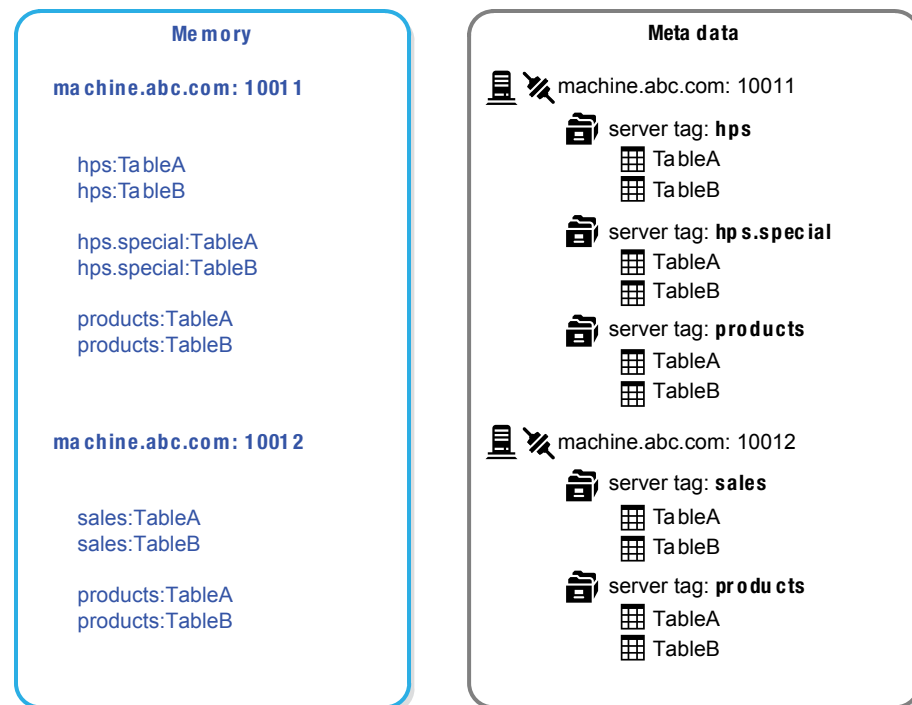 Memory
machine.abc.com: 10011
hps:TableA
hps:TableB
hps.special:TableA
hps.special:TableB
products:TableA
products:TableB
machine.abc.com: 10012
sales:TableA
sales:TableB
products:TableA
products:TableB
Meta data
machine.abc.com: 10011
server tag: hps
TableA
TableB
server tag: hps.special
TableA
TableB
server tag: products
TableA
TableB
machine.abc.com: 10012
server tag: sales
TableA
TableB
server tag: products
TableA
TableB